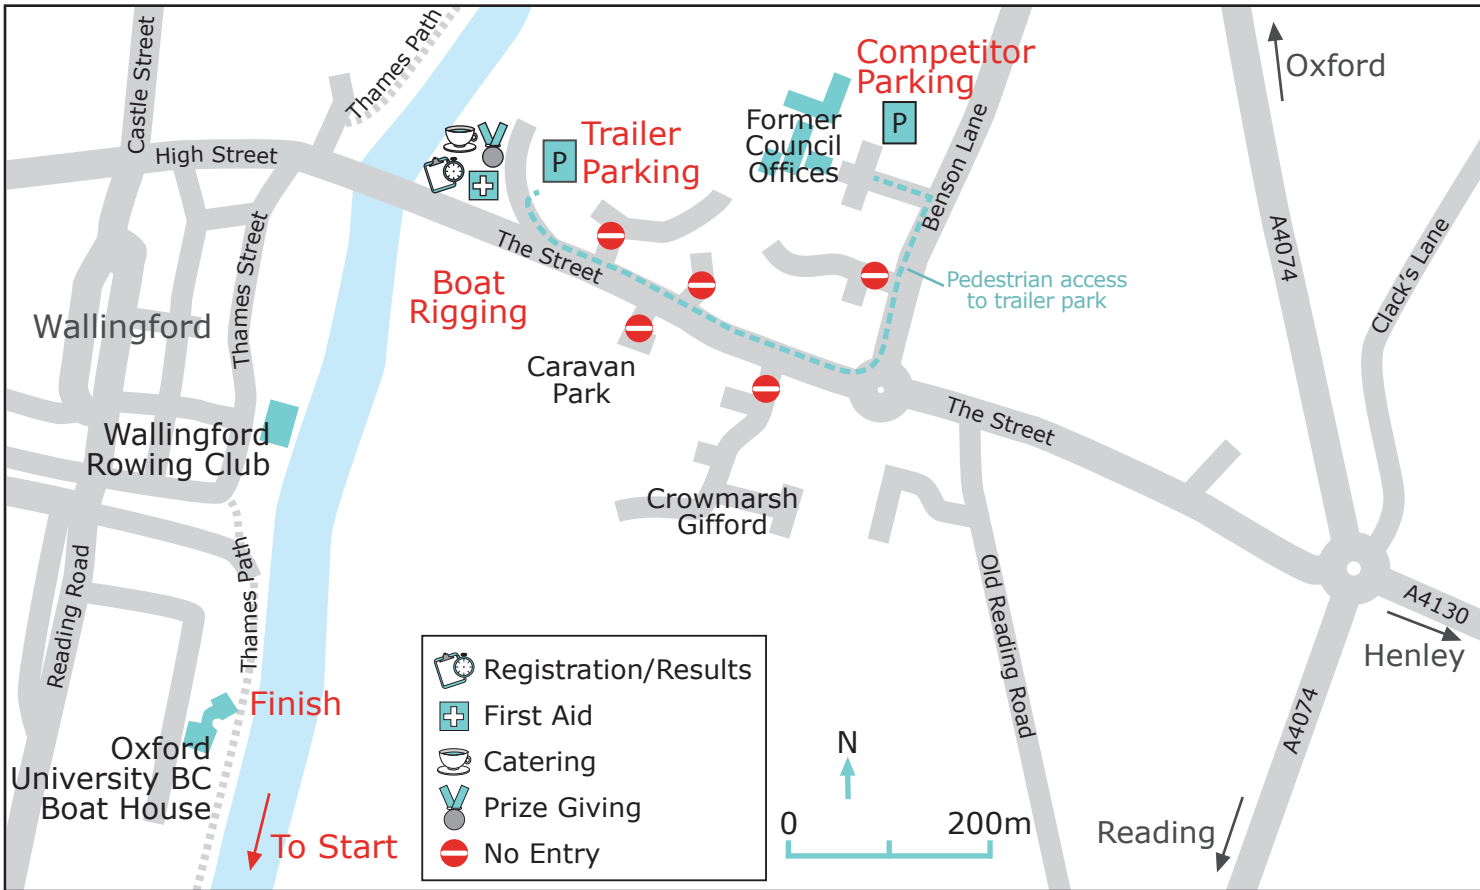 Castle Street
Thames Path
High Street
Thames Street
Wallingford
Wallingford
Rowing Club
Reading Road
Thames Path
Finish
Oxford
University BC
Boat House
To Start
P
Trailer
Parking
The Street
Boat
Rigging
Caravan
Park
Crowmarsh
Gifford
Competitor
Parking
P
Former
Council
Offices
Benson Lane
Pedestrian access
to trailer park
The Street
Old Reading Road
Oxford
A4074
Clack's Lane
A4130
Henley
A4074
Reading
Registration/Results
First Aid
Catering
Prize Giving
No Entry
N
0 200m